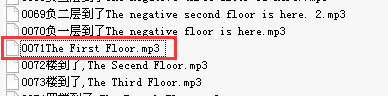 0069负二层到了The negative second floor is here. 2.mp3
0070负一层到了The negative floor is here.mp3
0071The First Floor.mp3
0072楼到了,The Secend Floor.mp3
0073楼到了,The Third Floor.mp3